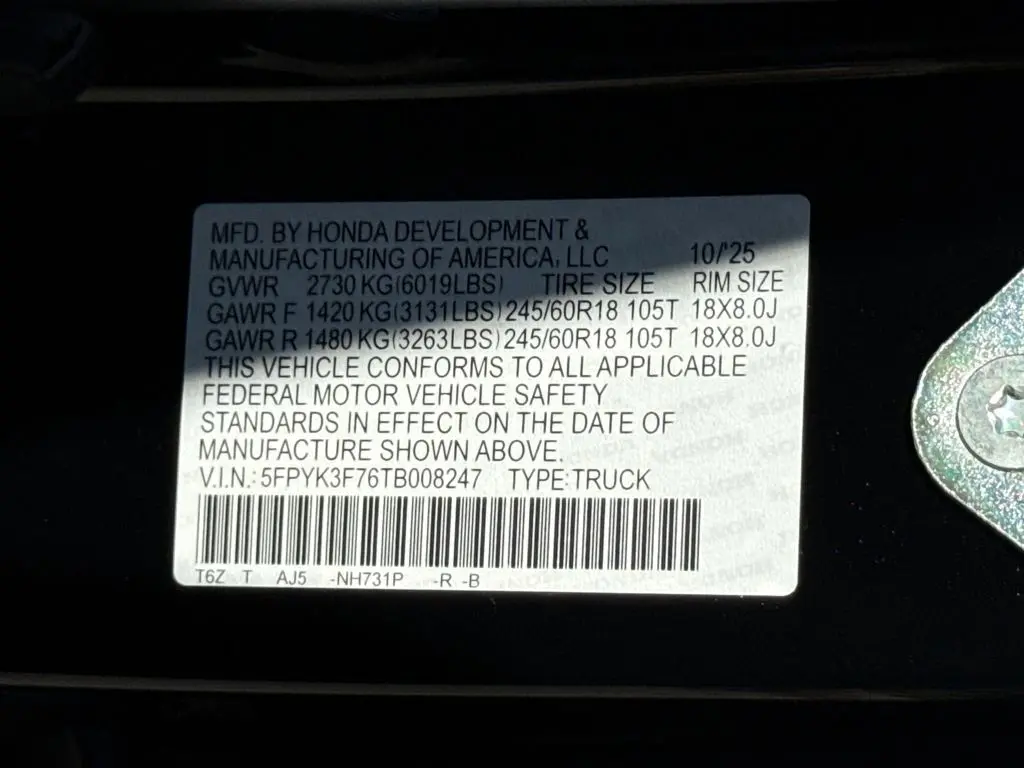 MFD. BY HONDA DEVELOPMENT &
MANUFACTURING OF AMERICA, LLC 10/'25
GVWR 2730 KG(6019LBS) TIRE SIZE RIM SIZE
GAWR F 1420 KG(3131LBS) 245/60R18 105T 18X8.0J
GAWR R 1480 KG(3263LBS) 245/60R18 105T 18X8.0J
THIS VEHICLE CONFORMS TO ALL APPLICABLE
FEDERAL MOTOR VEHICLE SAFETY
STANDARDS IN EFFECT ON THE DATE OF
MANUFACTURE SHOWN ABOVE.
V.I.N.: 5FPYK3F76TB008247 TYPE:TRUCK
T6Z T AJ5 -NH731P -R -B